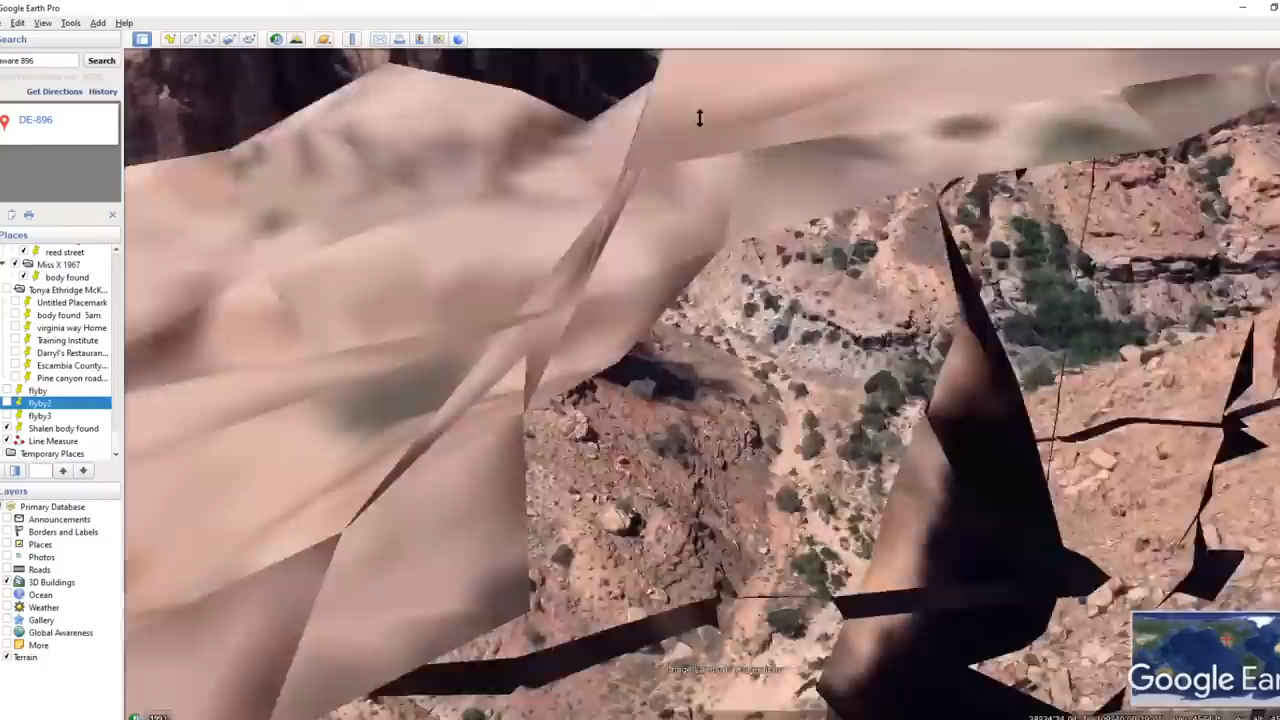 Google Earth Pro
Edit View Tools Add Help
Search
aware 896
Search
Get Directions History
DE-896
Places
reed street
Miss X 1967
body found
Tonya Ethridge McK...
Untitled Placemark
body found 5am
virginia way Home
Training Institute
Darryl's Restauran...
Escambia County...
Pine canyon road...
flyby
flyby2
flyby3
Shalen body found
Line Measure
Temporary Places
Layers
Primary Database
Announcements
Borders and Labels
Places
Photos
Roads
3D Buildings
Ocean
Weather
Gallery
Global Awareness
More
Terrain
1993
Google Ear